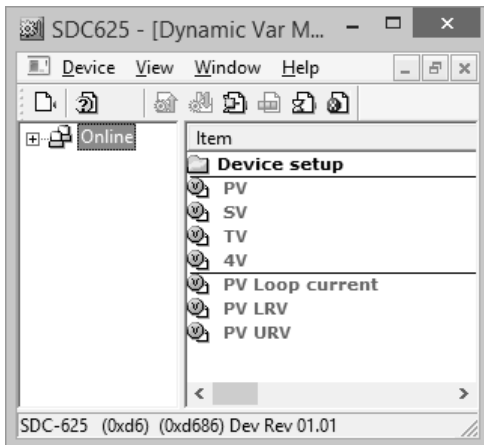 SDC625 - [Dynamic Var M...
Device View Window Help
Online
Item
Device setup
PV
SV
TV
4V
PV Loop current
PV LRV
PV URV
SDC-625 (0xd6) (0xd686) Dev Rev 01.01